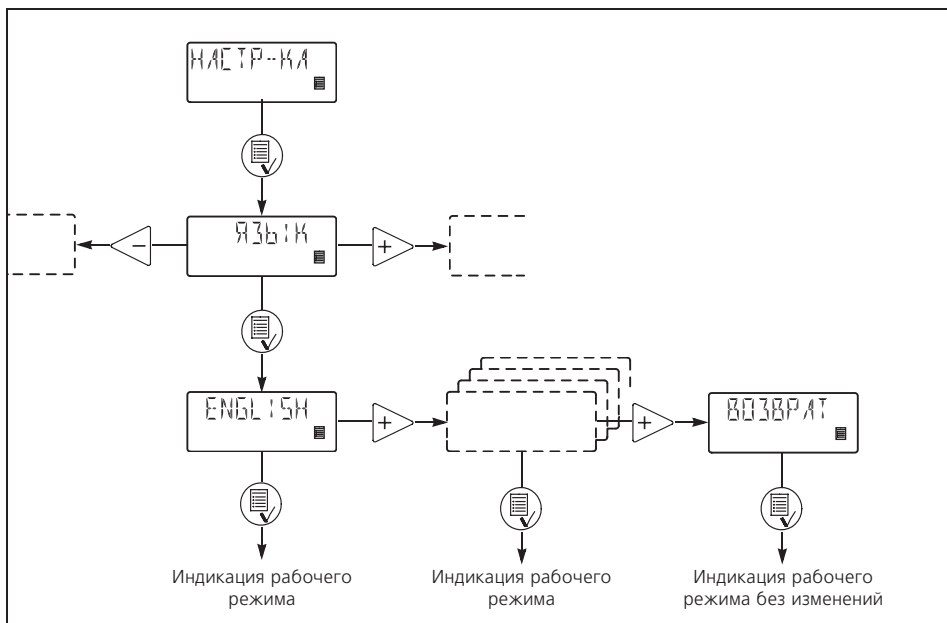 НАСТР-КА
−
ЯЗЫК
+
ENGLISH
+
+
ВОЗВРАТ
Индикация рабочего
режима
Индикация рабочего
режима
Индикация рабочего
режима без изменений